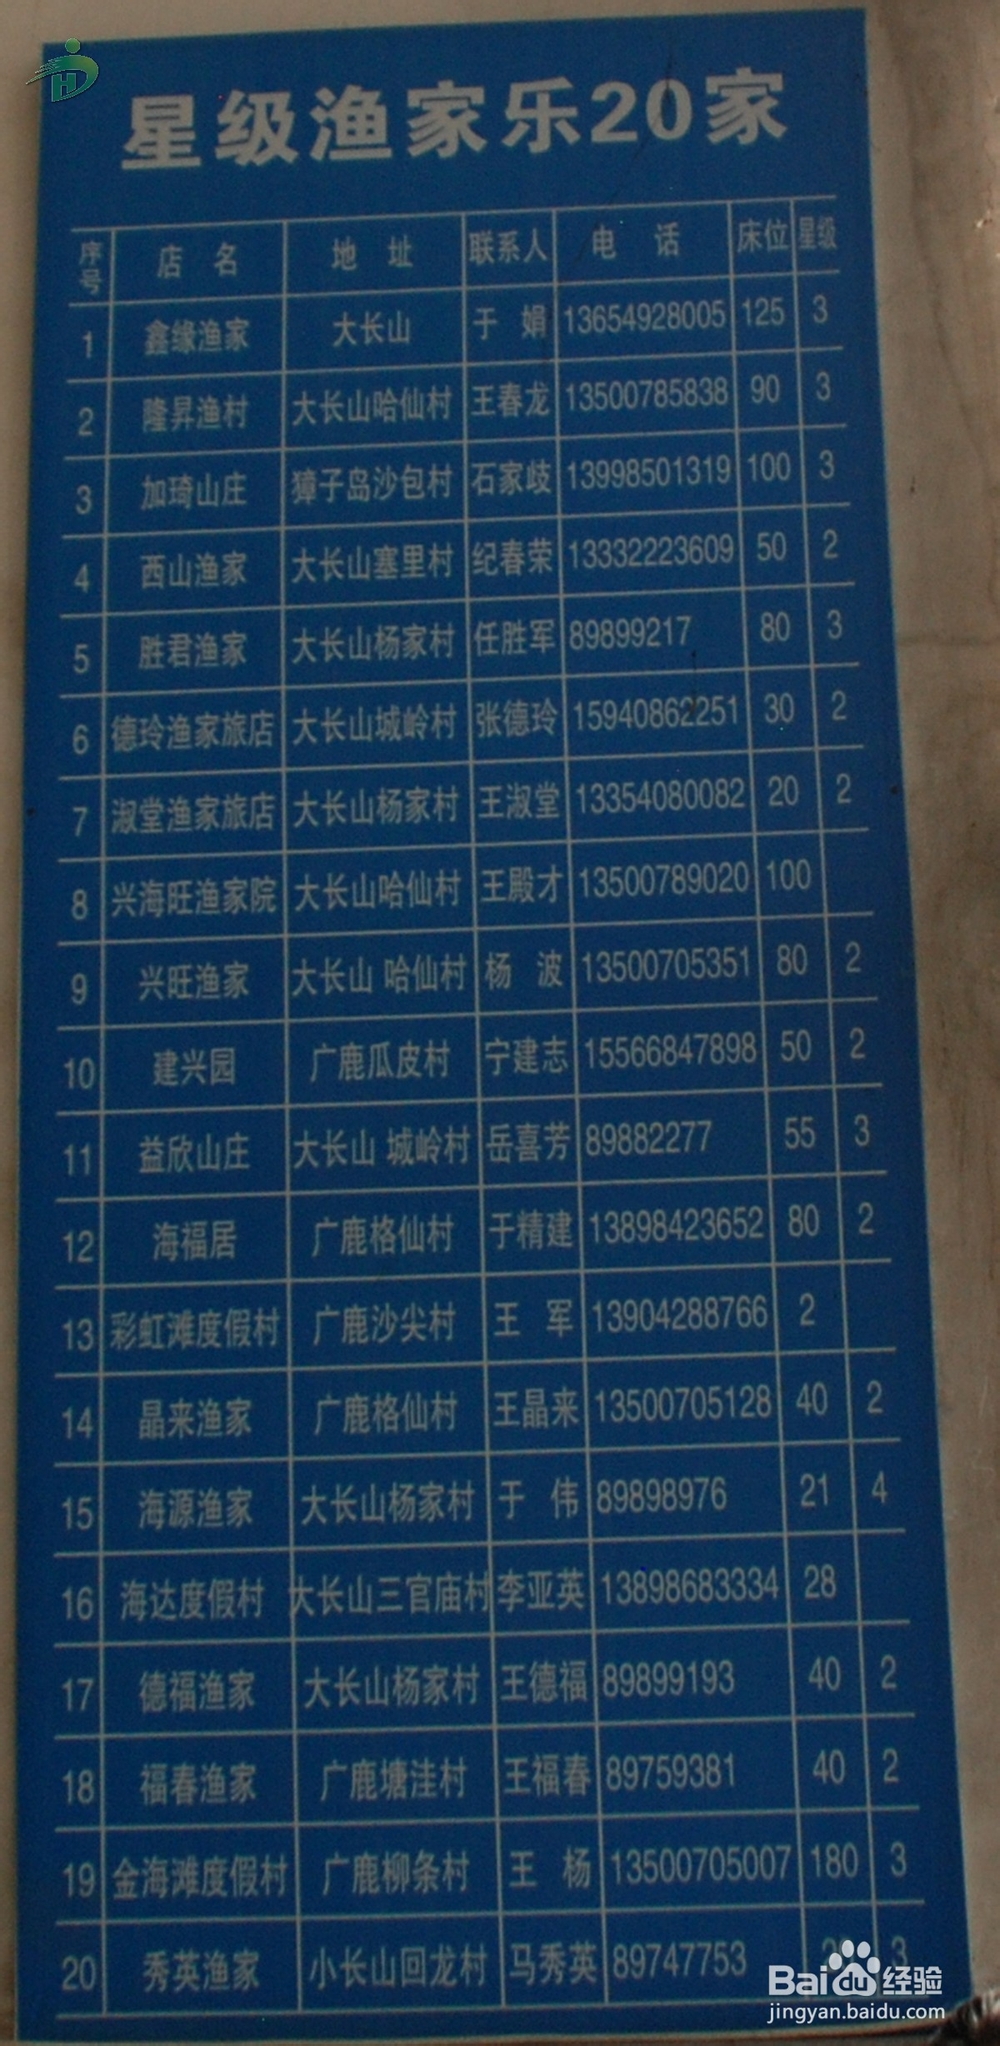 星级渔家乐20家
序号 店名 地址 联系人 电话 床位 星级
1 鑫缘渔家 大长山 于娟 13654928005 125 3
2 隆昇渔村 大长山哈仙村 王春龙 13500785838 90 3
3 加琦山庄 獐子岛沙包村 石家歧 13998501319 100 3
4 西山渔家 大长山塞里村 纪春荣 13332223609 50 2
5 胜君渔家 大长山杨家村 任胜军 89899217 80 3
6 德玲渔家旅店 大长山城岭村 张德玲 15940862251 30 2
7 淑堂渔家旅店 大长山杨家村 王淑堂 13354080082 20 2
8 兴海旺渔家院 大长山哈仙村 王殿才 13500789020 100
9 兴旺渔家 大长山 哈仙村 杨波 13500705351 80 2
10 建兴园 广鹿瓜皮村 宁建志 15566847898 50 2
11 益欣山庄 大长山 城岭村 岳喜芳 89882277 55 3
12 海福居 广鹿格仙村 于精建 13898423652 80 2
13 彩虹滩度假村 广鹿沙尖村 王军 13904288766 2
14 晶来渔家 广鹿格仙村 王晶来 13500705128 40 2
15 海源渔家 大长山杨家村 于伟 89898976 21 4
16 海达度假村 大长山三官庙村 李亚英 13898683334 28
17 德福渔家 大长山杨家村 王德福 89899193 40 2
18 福春渔家 广鹿塘洼村 王福春 89759381 40 2
19 金海滩度假村 广鹿柳条村 王杨 13500705007 180 3
20 秀英渔家 小长山回龙村 马秀英 89747753 3
Baidu 经验
jingyan.baidu.com